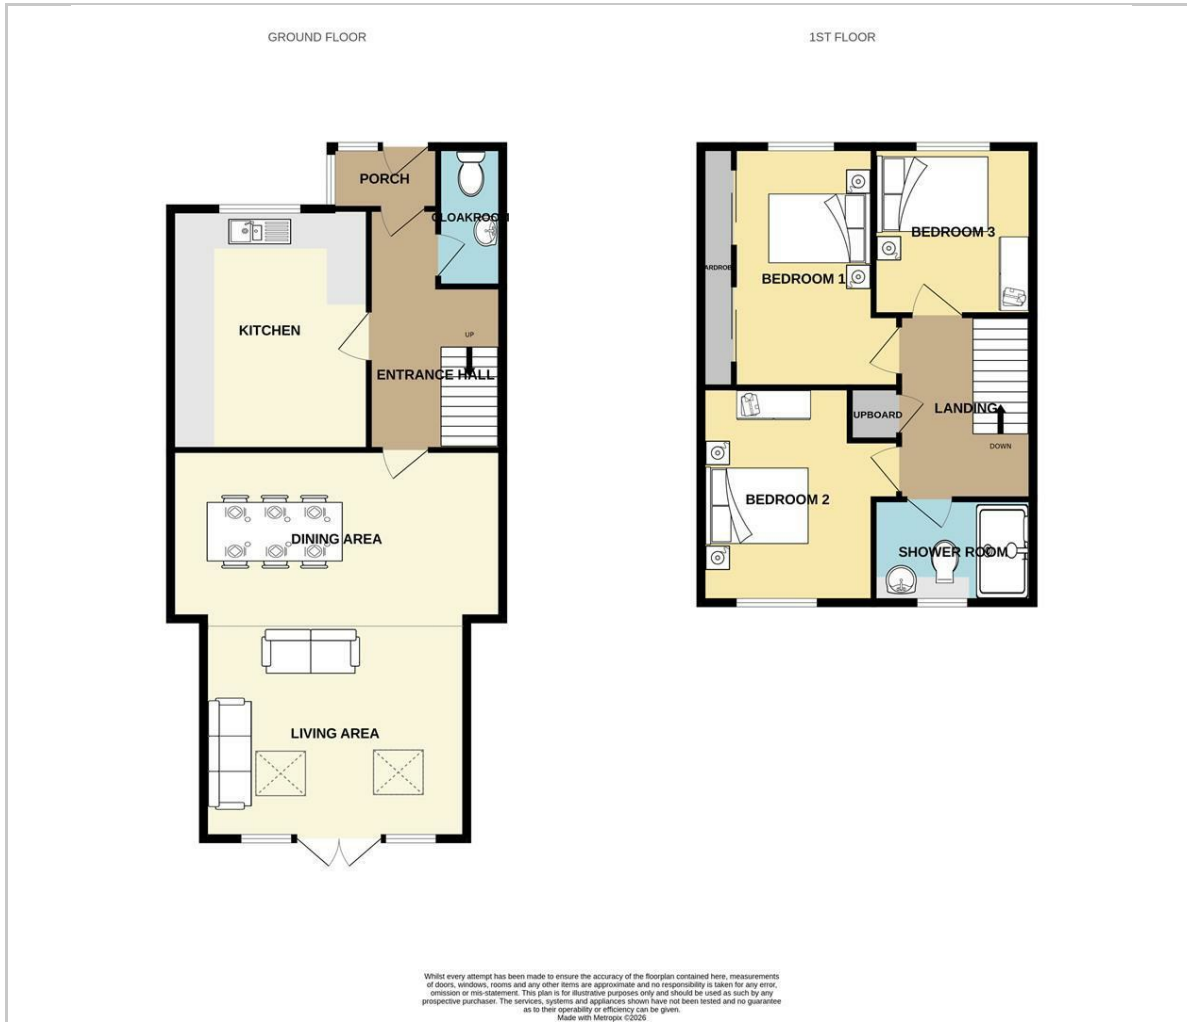 GROUND FLOOR
1ST FLOOR
PORCH
CLOAKROOM
KITCHEN
UP
ENTRANCE HALL
DINING AREA
LIVING AREA
BEDROOM 3
BEDROOM 1
ARDROB
UPBOARD
LANDING
DOWN
BEDROOM 2
SHOWER ROOM
Whilst every attempt has been made to ensure the accuracy of the floorplan contained here, measurements
of doors, windows, rooms and any other items are approximate and no responsibility is taken for any error,
omission or mis-statement. This plan is for illustrative purposes only and should be used as such by any
prospective purchaser. The services, systems and appliances shown have not been tested and no guarantee
as to their operability or efficiency can be given.
Made with Metropix ©2026